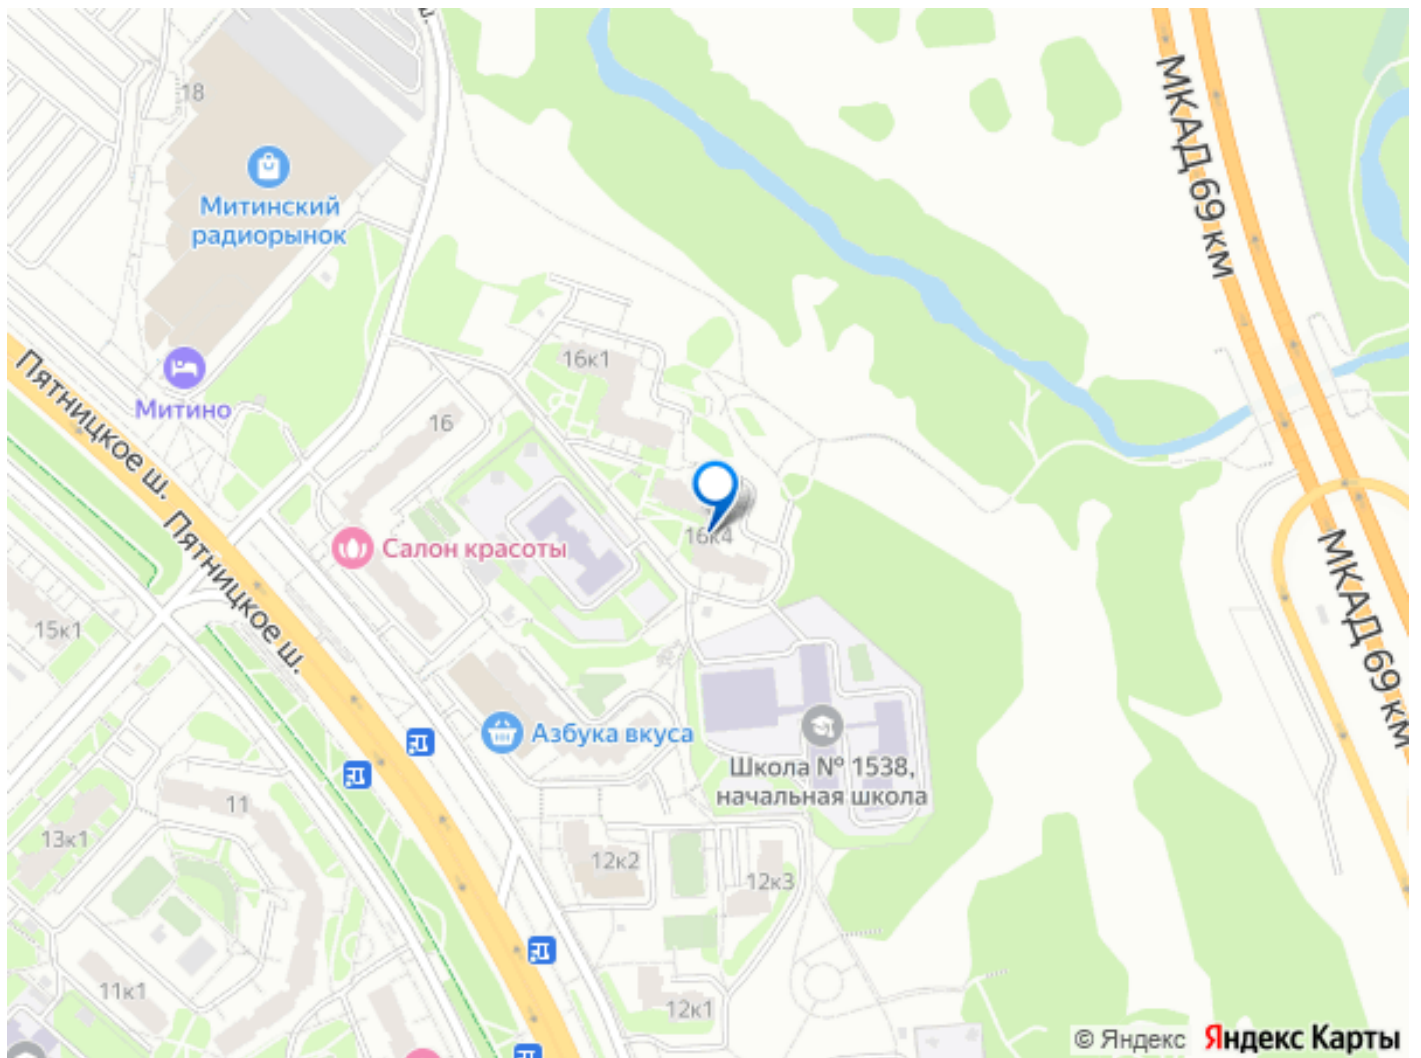 18
МКАД 69 км
Митинский
радиорынок
16к1
Митино
Пятницкое ш.
16
Пятницкое ш.
Салон красоты
16к4
МКАД 69 км
15к1
Азбука вкуса
Школа № 1538,
начальная школа
11
13к1
12к2
12к3
11к1
12к1
© Яндекс Яндекс Карты